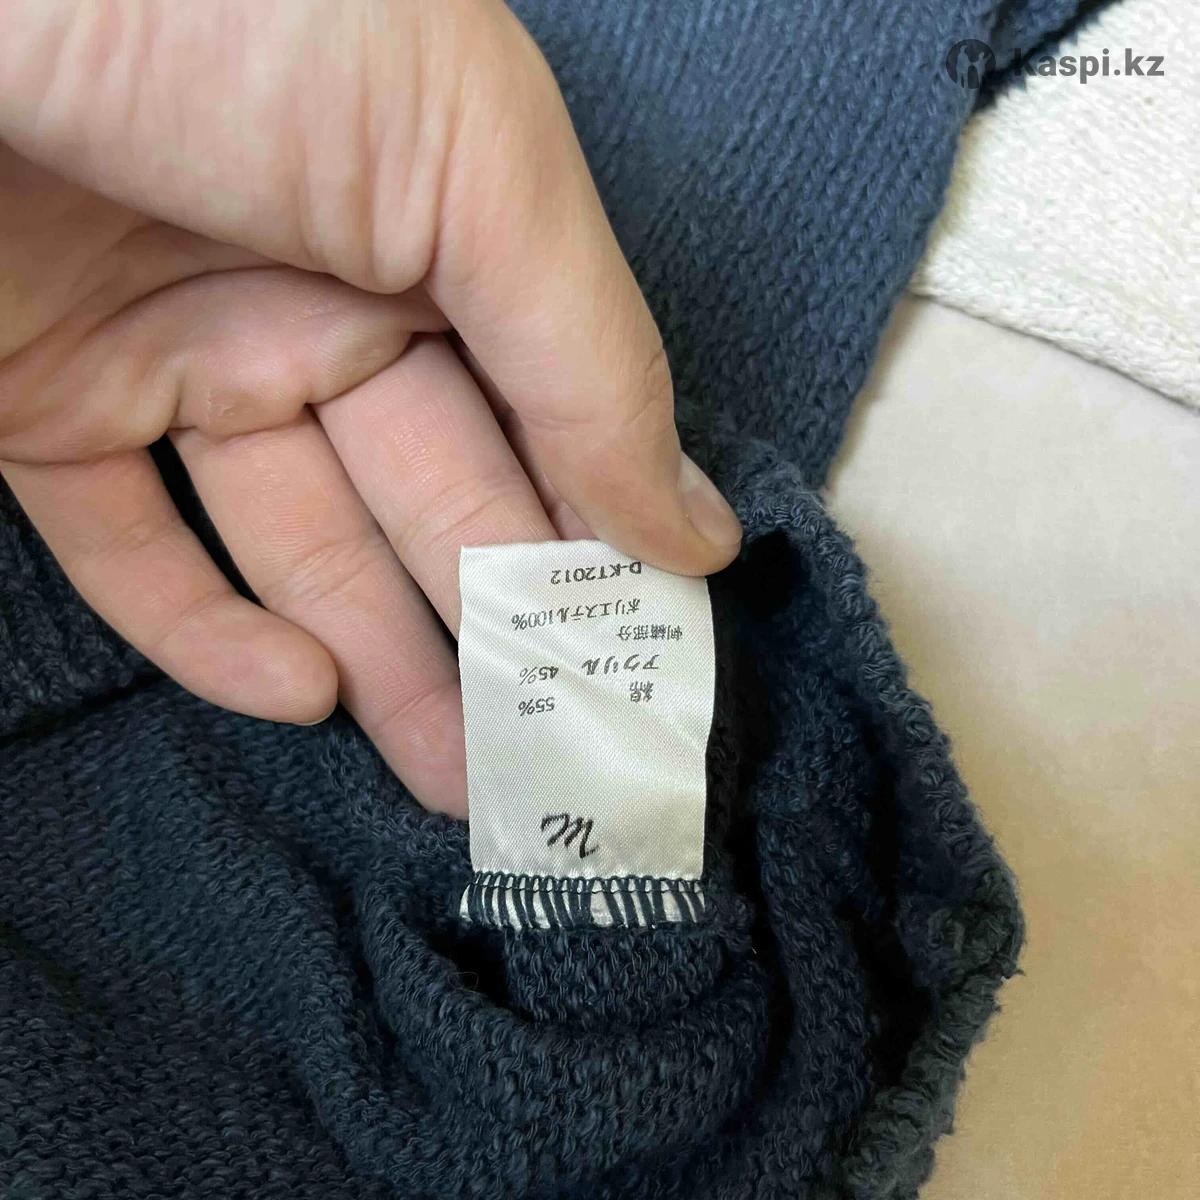 Kaspi.kz
綿 55%
アクリル 45%
刺繍部分
ポリエステル100%
D-KT2012